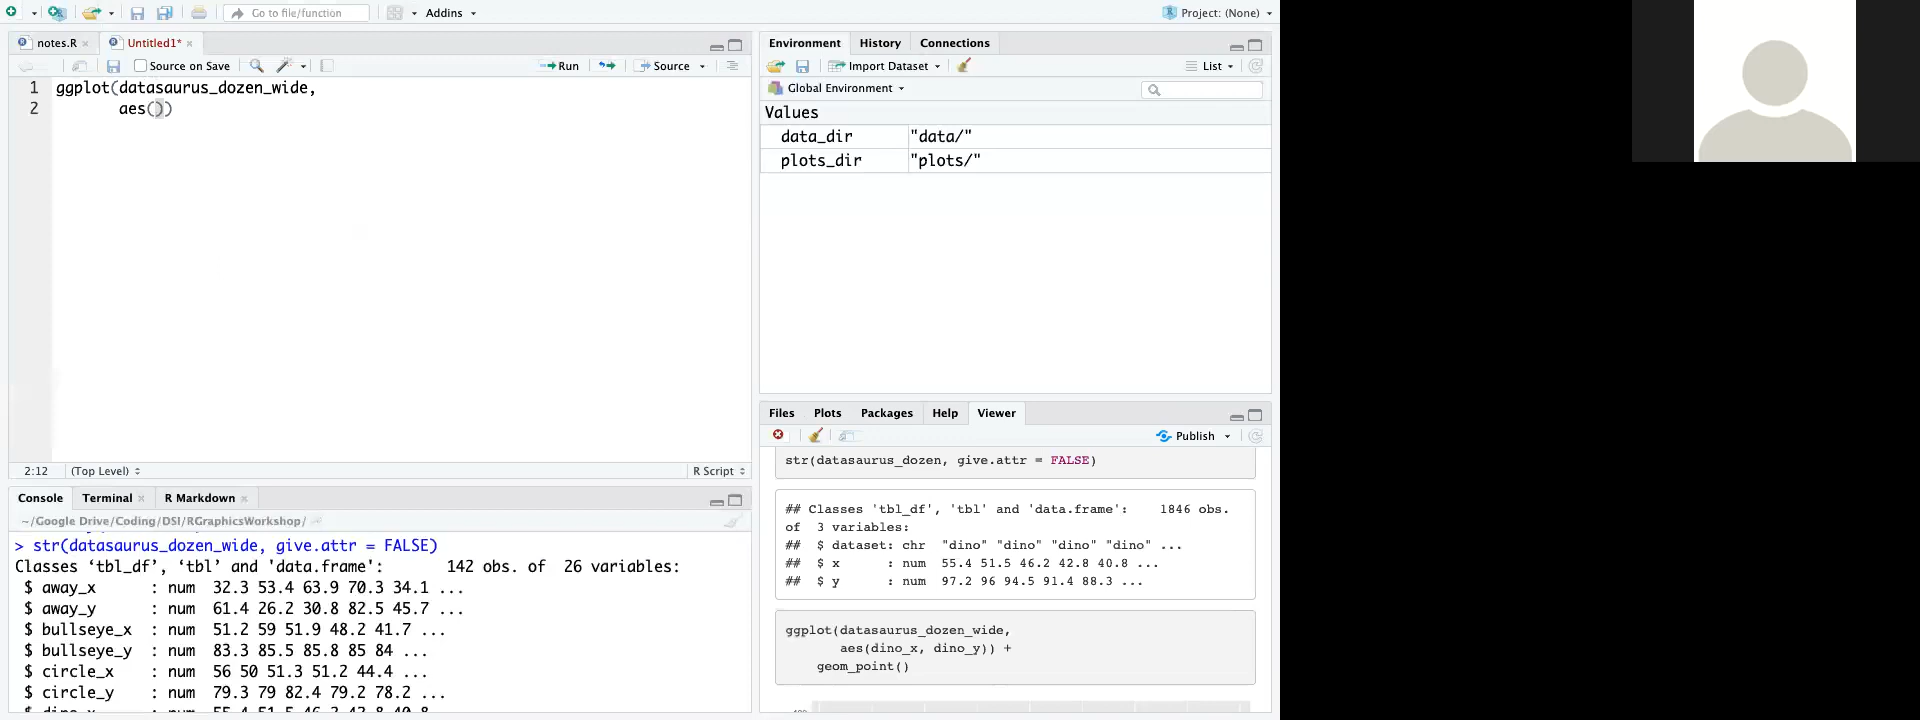 Go to file/function
Addins
Project: (None)
notes.R
Untitled1*
Source on Save
Run
Source
1 ggplot(datasaurus_dozen_wide,
2 aes())
2:12
(Top Level)
R Script
Console
Terminal
R Markdown
~/Google Drive/Coding/DSI/RGraphicsWorkshop/
> str(datasaurus_dozen_wide, give.attr = FALSE)
Classes ‘tbl_df’, ‘tbl’ and 'data.frame': 142 obs. of 26 variables:
$ away_x : num 32.3 53.4 63.9 70.3 34.1 ...
$ away_y : num 61.4 26.2 30.8 82.5 45.7 ...
$ bullseye_x : num 51.2 59 51.9 48.2 41.7 ...
$ bullseye_y : num 83.3 85.5 85.8 85 84 ...
$ circle_x : num 56 50 51.3 51.2 44.4 ...
$ circle_y : num 79.3 79 82.4 79.2 78.2 ...
Environment
History
Connections
Import Dataset
List
Global Environment
Values
data_dir "data/"
plots_dir "plots/"
Files
Plots
Packages
Help
Viewer
Publish
str(datasaurus_dozen, give.attr = FALSE)
## Classes 'tbl_df', 'tbl' and 'data.frame': 1846 obs.
of 3 variables:
## $ dataset: chr "dino" "dino" "dino" "dino" ...
## $ x : num 55.4 51.5 46.2 42.8 40.8 ...
## $ y : num 97.2 96 94.5 91.4 88.3 ...
ggplot(datasaurus_dozen_wide,
aes(dino_x, dino_y)) +
geom_point()